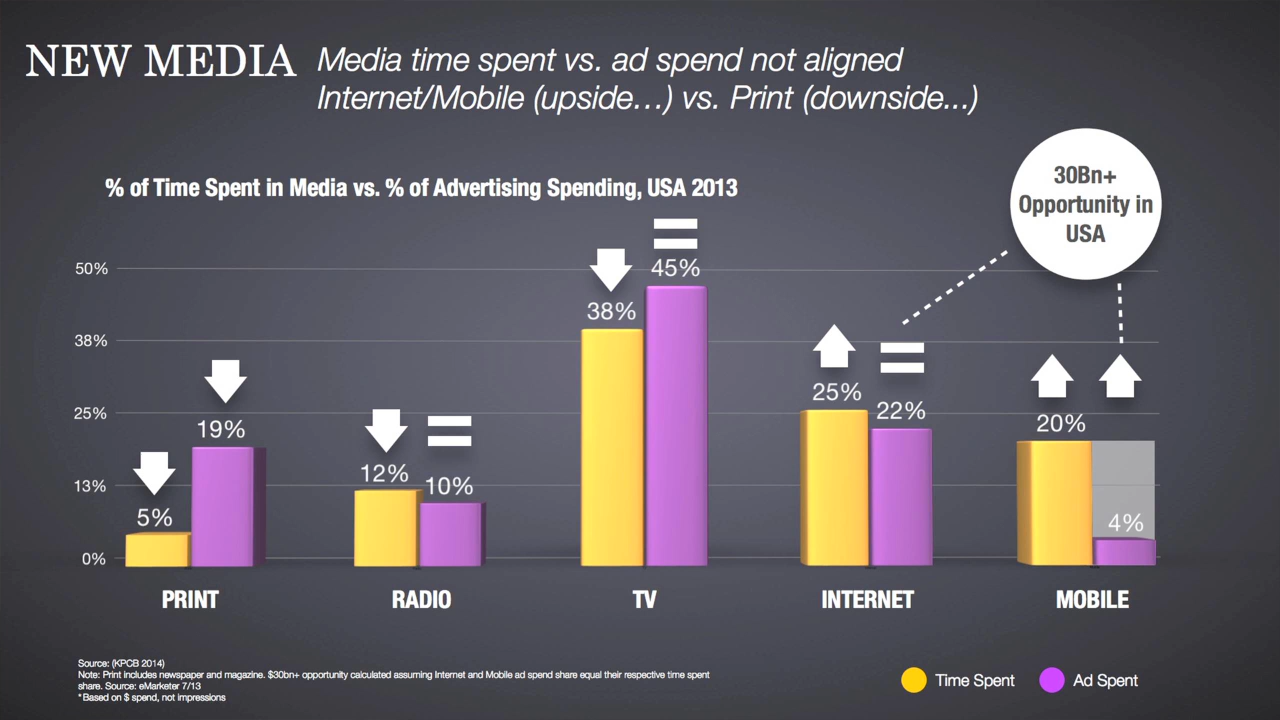 NEW MEDIA
Media time spent vs. ad spend not aligned
Internet/Mobile (upside…) vs. Print (downside...)
30Bn+
Opportunity in
USA
% of Time Spent in Media vs. % of Advertising Spending, USA 2013
50%
38%
25%
13%
0%
5%
19%
12%
10%
38%
45%
25%
22%
20%
4%
PRINT
RADIO
TV
INTERNET
MOBILE
Source: (KPCB 2014)
Note: Print includes newspaper and magazine. $30bn+ opportunity calculated assuming Internet and Mobile ad spend share equal their respective time spent
share. Source: eMarketer 7/13
*Based on $ spend, not impressions
Time Spent
Ad Spent